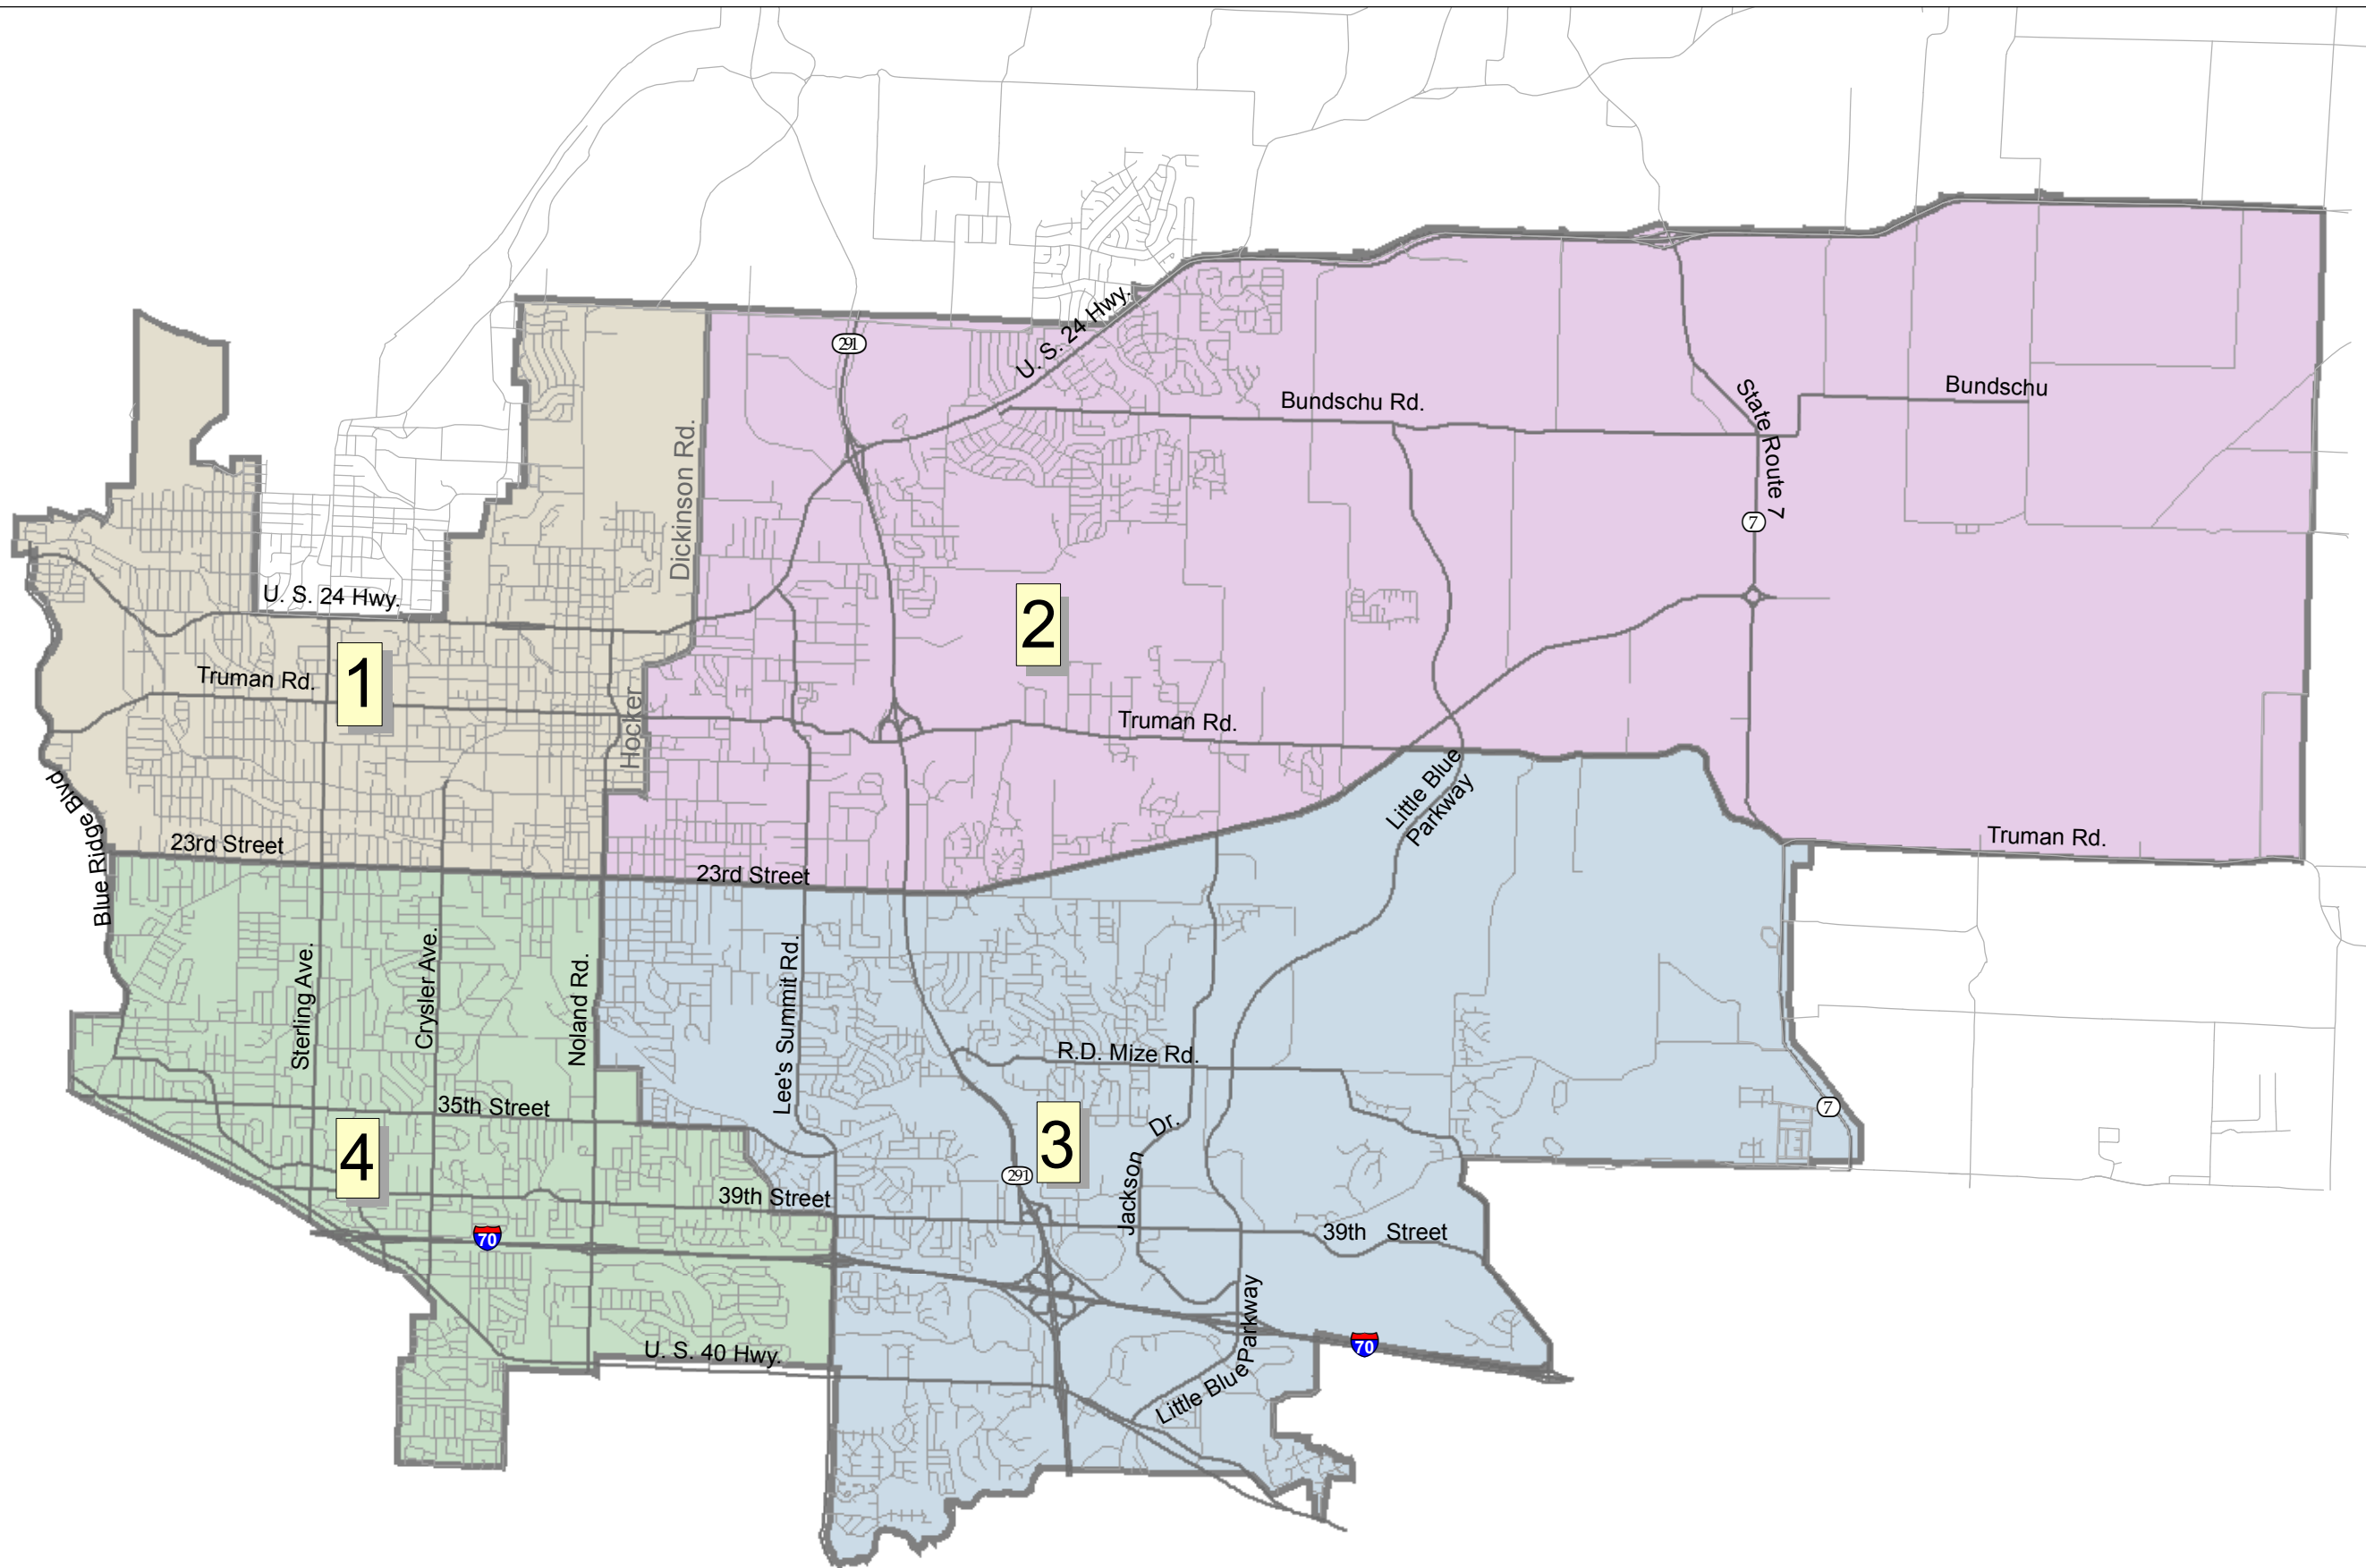 291
U. S. 24 Hwy.
Bundschu Rd.
Bundschu
State Route 7
Dickinson Rd.
7
U. S. 24 Hwy.
2
1
Truman Rd.
Hocker
Truman Rd.
Little Blue
Parkway
Blue Ridge Blvd
23rd Street
Truman Rd.
23rd Street
Sterling Ave.
Crysler Ave.
Noland Rd.
Lee's Summit Rd.
R.D. Mize Rd.
35th Street
7
4
3
Jackson
Dr.
291
39th Street
39th Street
70
U. S. 40 Hwy.
Little Blue Parkway
70